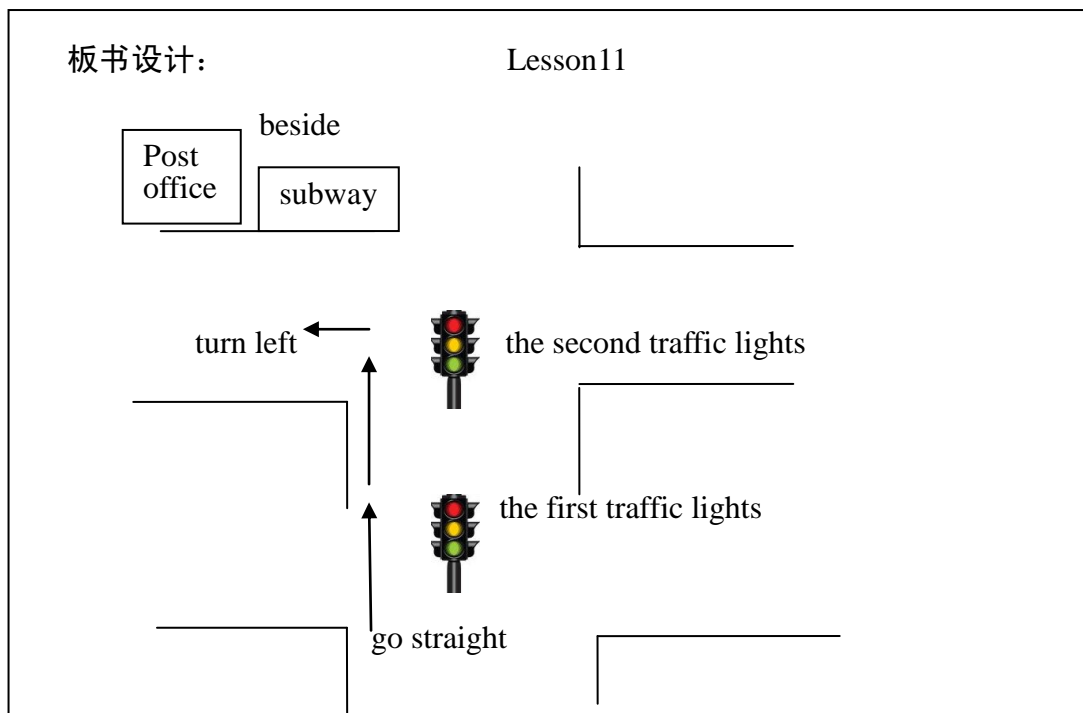 板书设计： Lesson11
beside
Post
office
subway
turn left
the second traffic lights
the first traffic lights
go straight